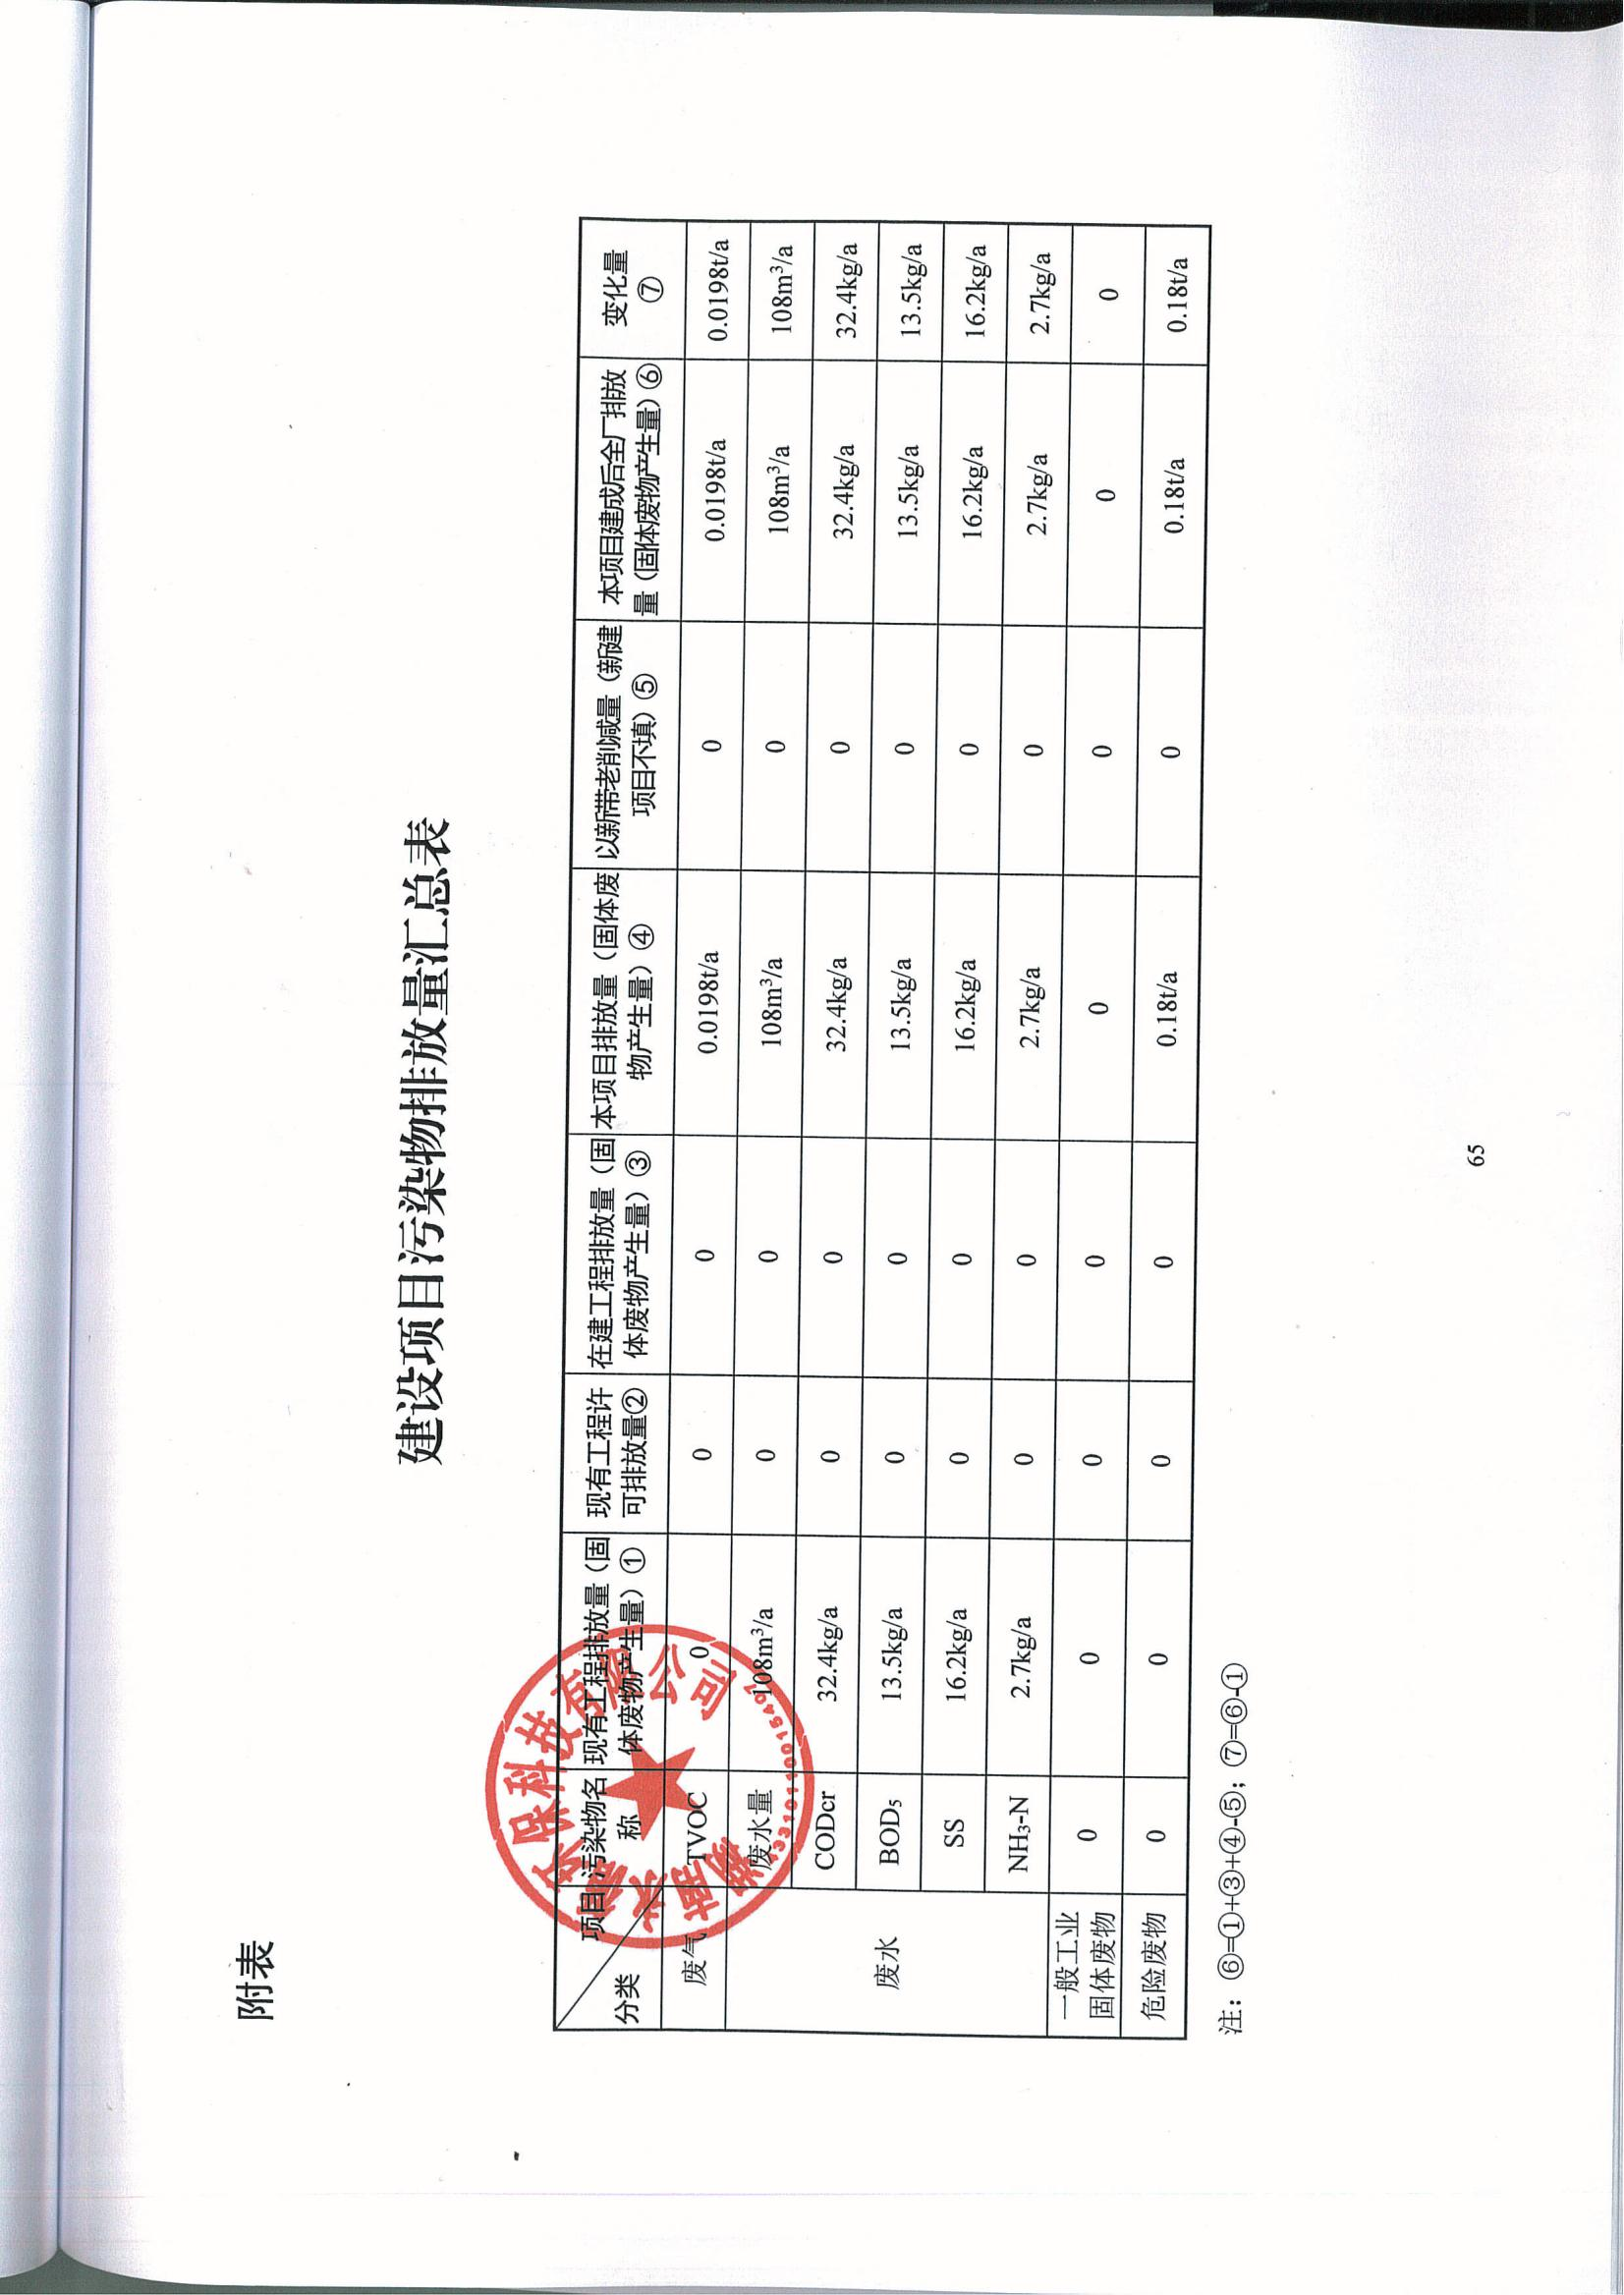 附表
建设项目污染物排放量汇总表
项目 分类 污染物名称 现有工程排放量（固体废物产生量）① 现有工程许可排放量② 在建工程排放量（固体废物产生量）③ 本项目排放量（固体废物产生量）④ 以新带老削减量（新建项目不填）⑤ 本项目建成后全厂排放量（固体废物产生量）⑥ 变化量⑦
废气 TVOC 0 0 0 0.0198t/a 0 0.0198t/a 0.0198t/a
废水 废水量 108m³/a 0 0 108m³/a 0 108m³/a 108m³/a
CODcr 32.4kg/a 0 0 32.4kg/a 0 32.4kg/a 32.4kg/a
BOD₅ 13.5kg/a 0 0 13.5kg/a 0 13.5kg/a 13.5kg/a
SS 16.2kg/a 0 0 16.2kg/a 0 16.2kg/a 16.2kg/a
NH₃-N 2.7kg/a 0 0 2.7kg/a 0 2.7kg/a 2.7kg/a
一般工业固体废物 0 0 0 0 0 0 0 0
危险废物 0 0 0 0 0.18t/a 0 0.18t/a 0.18t/a
注：⑥=①+③+④-⑤；⑦=⑥-①
65